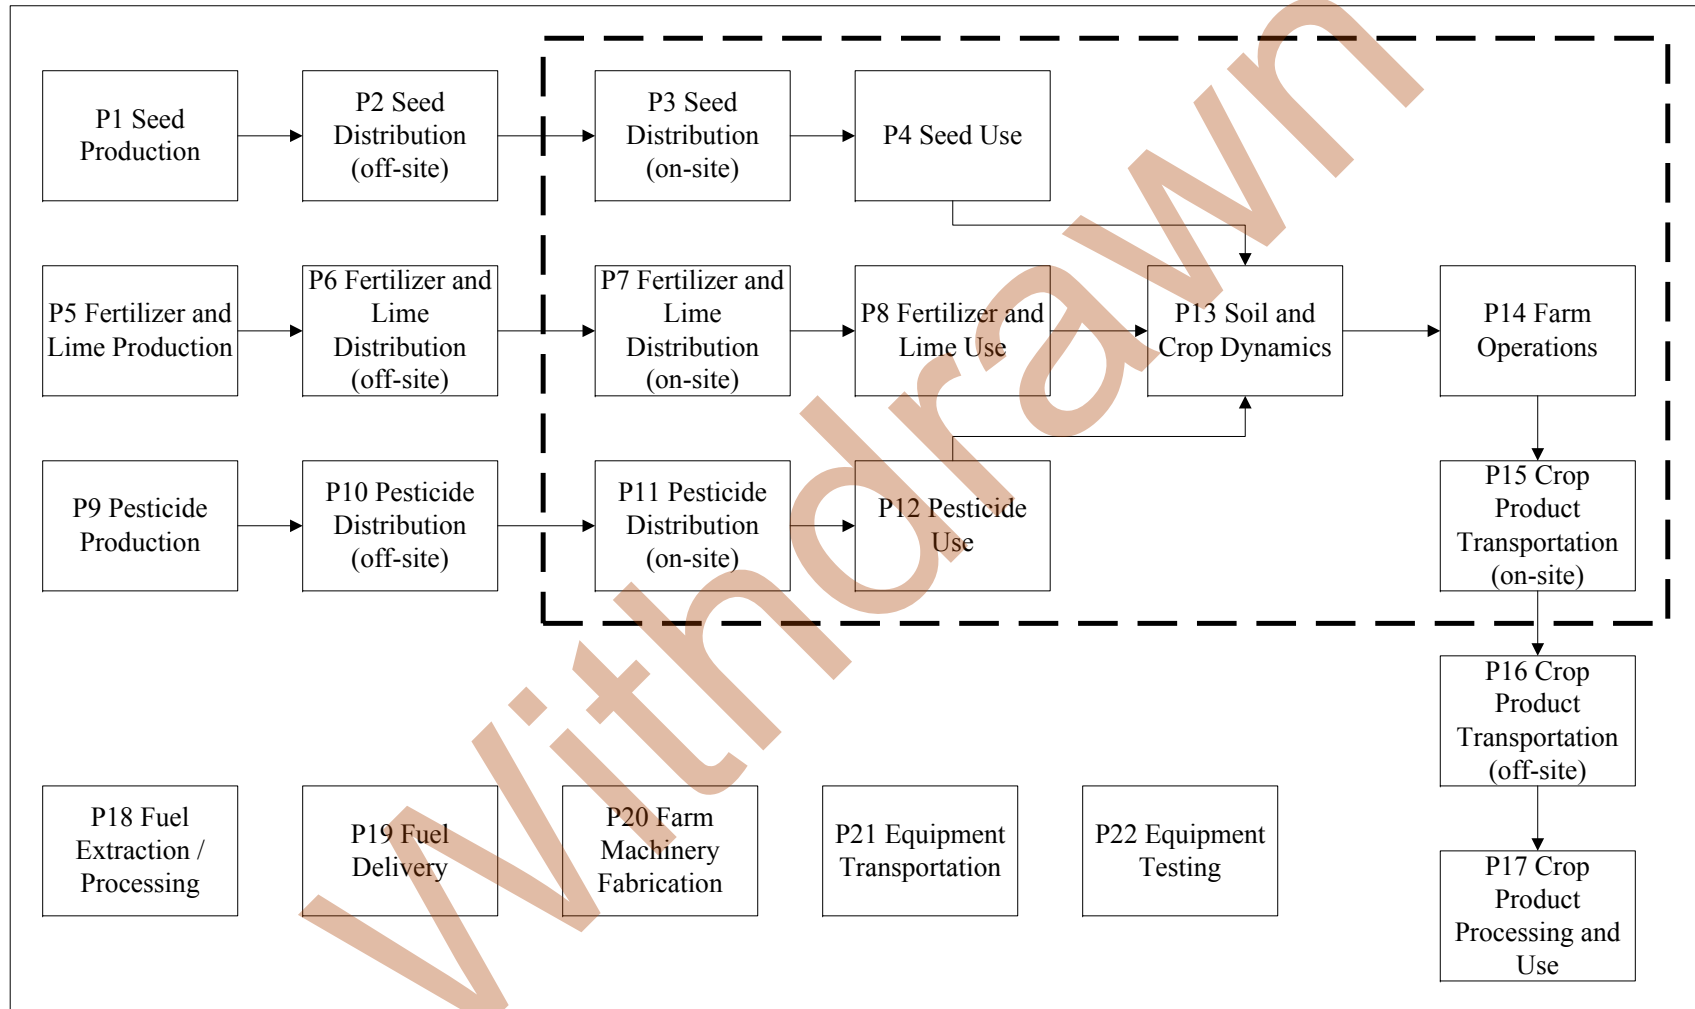 P1 Seed
Production
P2 Seed
Distribution
(off-site)
P3 Seed
Distribution
(on-site)
P4 Seed Use
P5 Fertilizer and
Lime Production
P6 Fertilizer and
Lime
Distribution
(off-site)
P7 Fertilizer and
Lime
Distribution
(on-site)
P8 Fertilizer and
Lime Use
P13 Soil and
Crop Dynamics
P14 Farm
Operations
P9 Pesticide
Production
P10 Pesticide
Distribution
(off-site)
P11 Pesticide
Distribution
(on-site)
P12 Pesticide
Use
P15 Crop
Product
Transportation
(on-site)
P16 Crop
Product
Transportation
(off-site)
P18 Fuel
Extraction /
Processing
P19 Fuel
Delivery
P20 Farm
Machinery
Fabrication
P21 Equipment
Transportation
P22 Equipment
Testing
P17 Crop
Product
Processing and
Use
Withdrawn